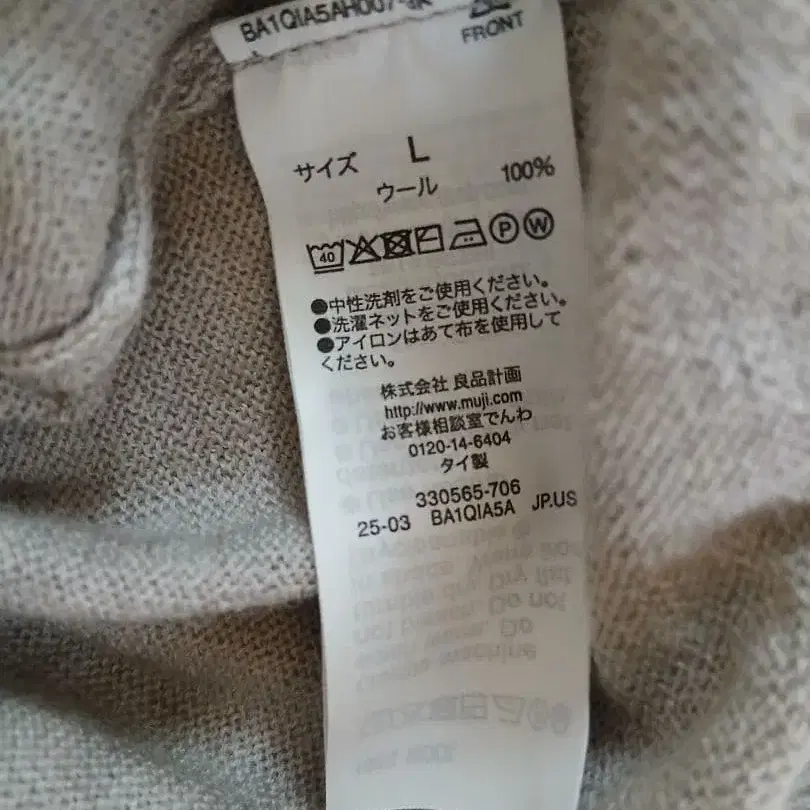 BA1QIA5AH007
FRONT
サイズ L
ウール 100%
40 P W
●中性洗剤をご使用ください。
●洗濯ネットをご使用ください。
●アイロンはあて布を使用して
ください。
株式会社 良品計画
http://www.muji.com
お客様相談室でんわ
0120-14-6404
タイ製
330565-706
25-03 BA1QIA5A JP.US